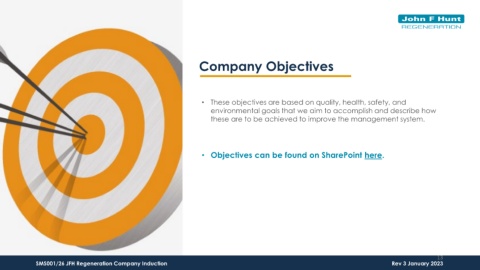 John F Hunt
REGENERATION
Company Objectives
• These objectives are based on quality, health, safety, and
environmental goals that we aim to accomplish and describe how
these are to be achieved to improve the management system.
• Objectives can be found on SharePoint here.
SMS001/26 JFH Regeneration Company Induction
Rev 3 January 2023